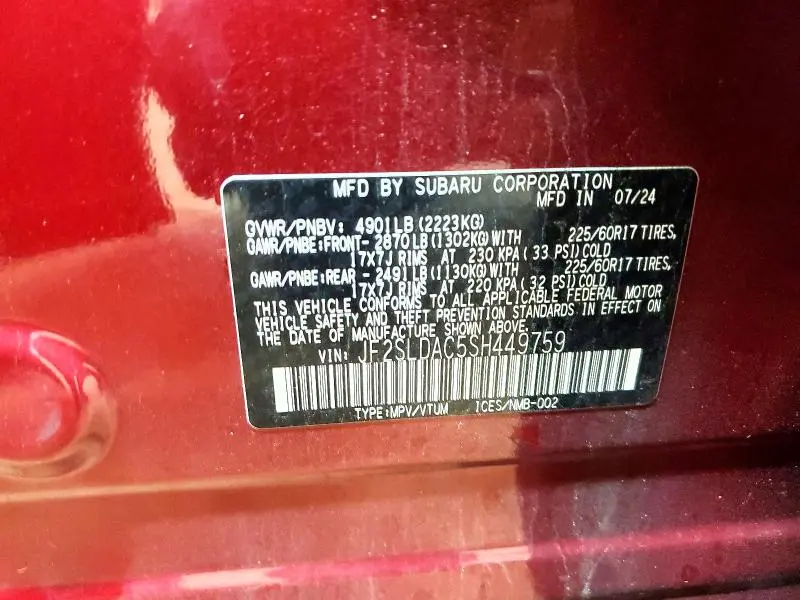 MFD BY SUBARU CORPORATION
MFD IN 07/24
GVWR/PNBV: 4901LB(2223KG)
GAWR/PNBE:FRONT- 2870LB(1302KG)WITH 225/60R17 TIRES,
17X7J RIMS AT 230 KPA(33 PSI)COLD
GAWR/PNBE:REAR - 2491LB(1130KG)WITH 225/60R17 TIRES,
17X7J RIMS AT 220 KPA(32 PSI)COLD
THIS VEHICLE CONFORMS TO ALL APPLICABLE FEDERAL MOTOR
VEHICLE SAFETY AND THEFT PREVENTION STANDARDS IN EFFECT ON
THE DATE OF MANUFACTURE SHOWN ABOVE.
VIN: JF2SLDAC5SH449759
TYPE:MPV/VTUM ICES/NMB-002